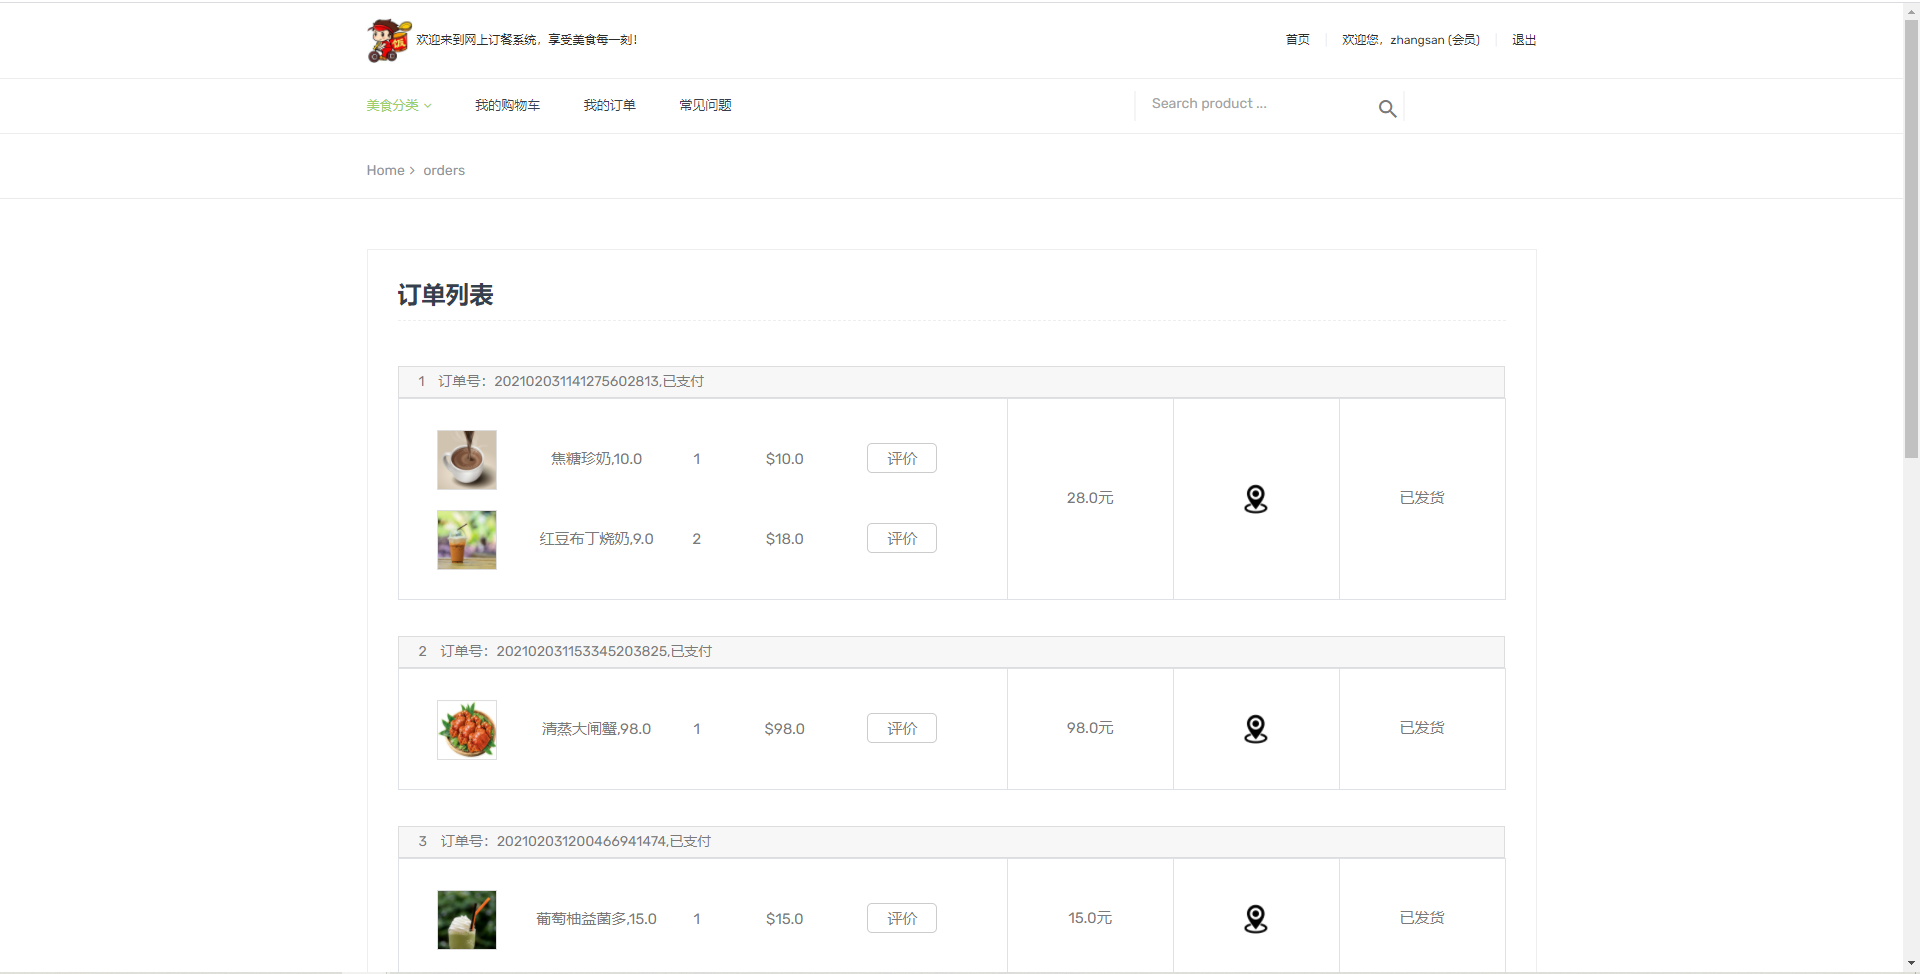 欢迎来到网上订餐系统，享受美食每一刻！
首页 欢迎您，zhangsan (会员) 退出
美食分类 我的购物车 我的订单 常见问题 Search product ...
Home > orders
订单列表
1 订单号：202102031141275602813,已支付
焦糖珍奶,10.0 1 $10.0 评价
28.0元 已发货
红豆布丁烧奶,9.0 2 $18.0 评价
2 订单号：202102031153345203825,已支付
清蒸大闸蟹,98.0 1 $98.0 评价 98.0元 已发货
3 订单号：202102031200466941474,已支付
葡萄柚益菌多,15.0 1 $15.0 评价 15.0元 已发货